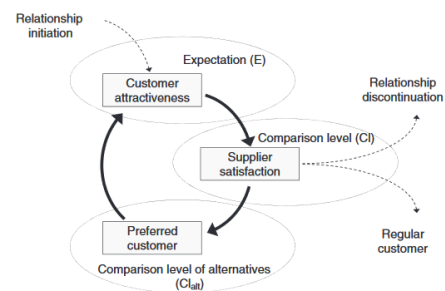 Relationship
initiation
Expectation (E)
Customer
attractiveness
Relationship
discontinuation
Comparison level (Cl)
Supplier
satisfaction
Preferred
customer
Regular
customer
Comparison level of alternatives
(Cl_alt)